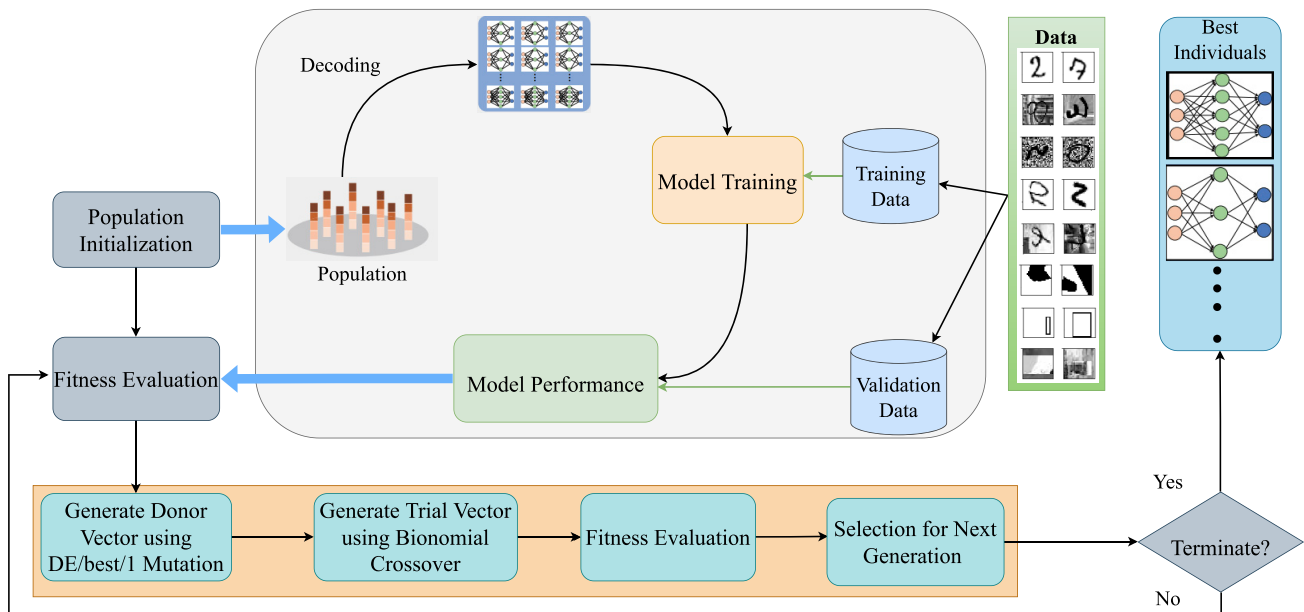 Decoding
Data
Best
Individuals
Model Training
Training
Data
Population
Initialization
Population
Fitness Evaluation
Model Performance
Validation
Data
Generate Donor
Vector using
DE/best/1 Mutation
Generate Trial Vector
using Bionomial
Crossover
Fitness Evaluation
Selection for Next
Generation
Yes
Terminate?
No